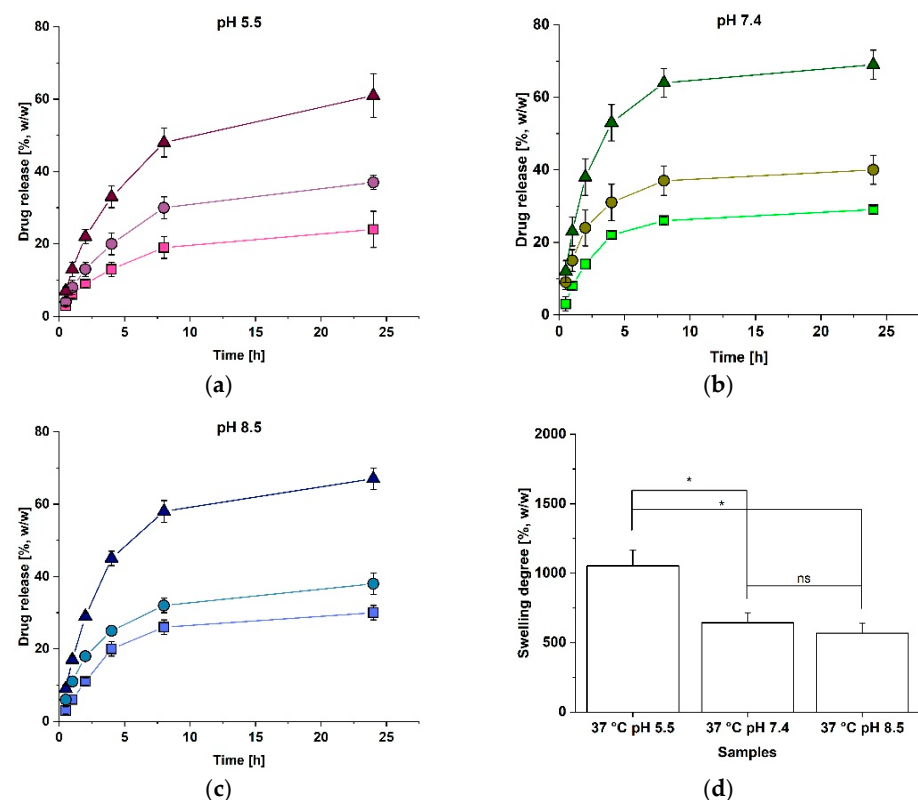 pH 5.5
Drug release [%, w/w]
80
60
40
20
0
0 5 10 15 20 25
Time [h]
(a)
pH 7.4
Drug release [%, w/w]
80
60
40
20
0
0 5 10 15 20 25
Time [h]
(b)
pH 8.5
Drug release [%, w/w]
80
60
40
20
0
0 5 10 15 20 25
Time [h]
(c)
Swelling degree [%, w/w]
2000
1500
1000
500
0
*
*
ns
37 °C pH 5.5 37 °C pH 7.4 37 °C pH 8.5
Samples
(d)